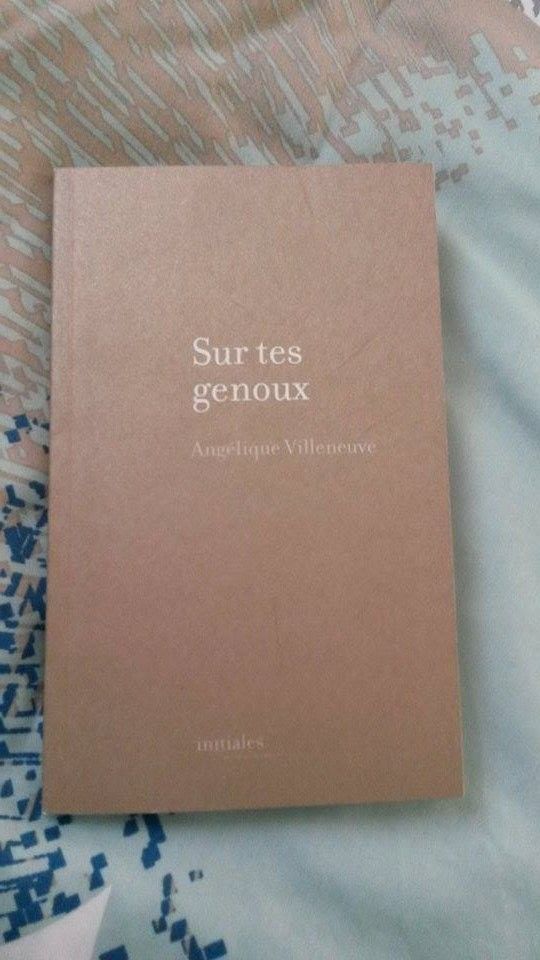 Sur tes
genoux
Angélique Villeneuve
initiales